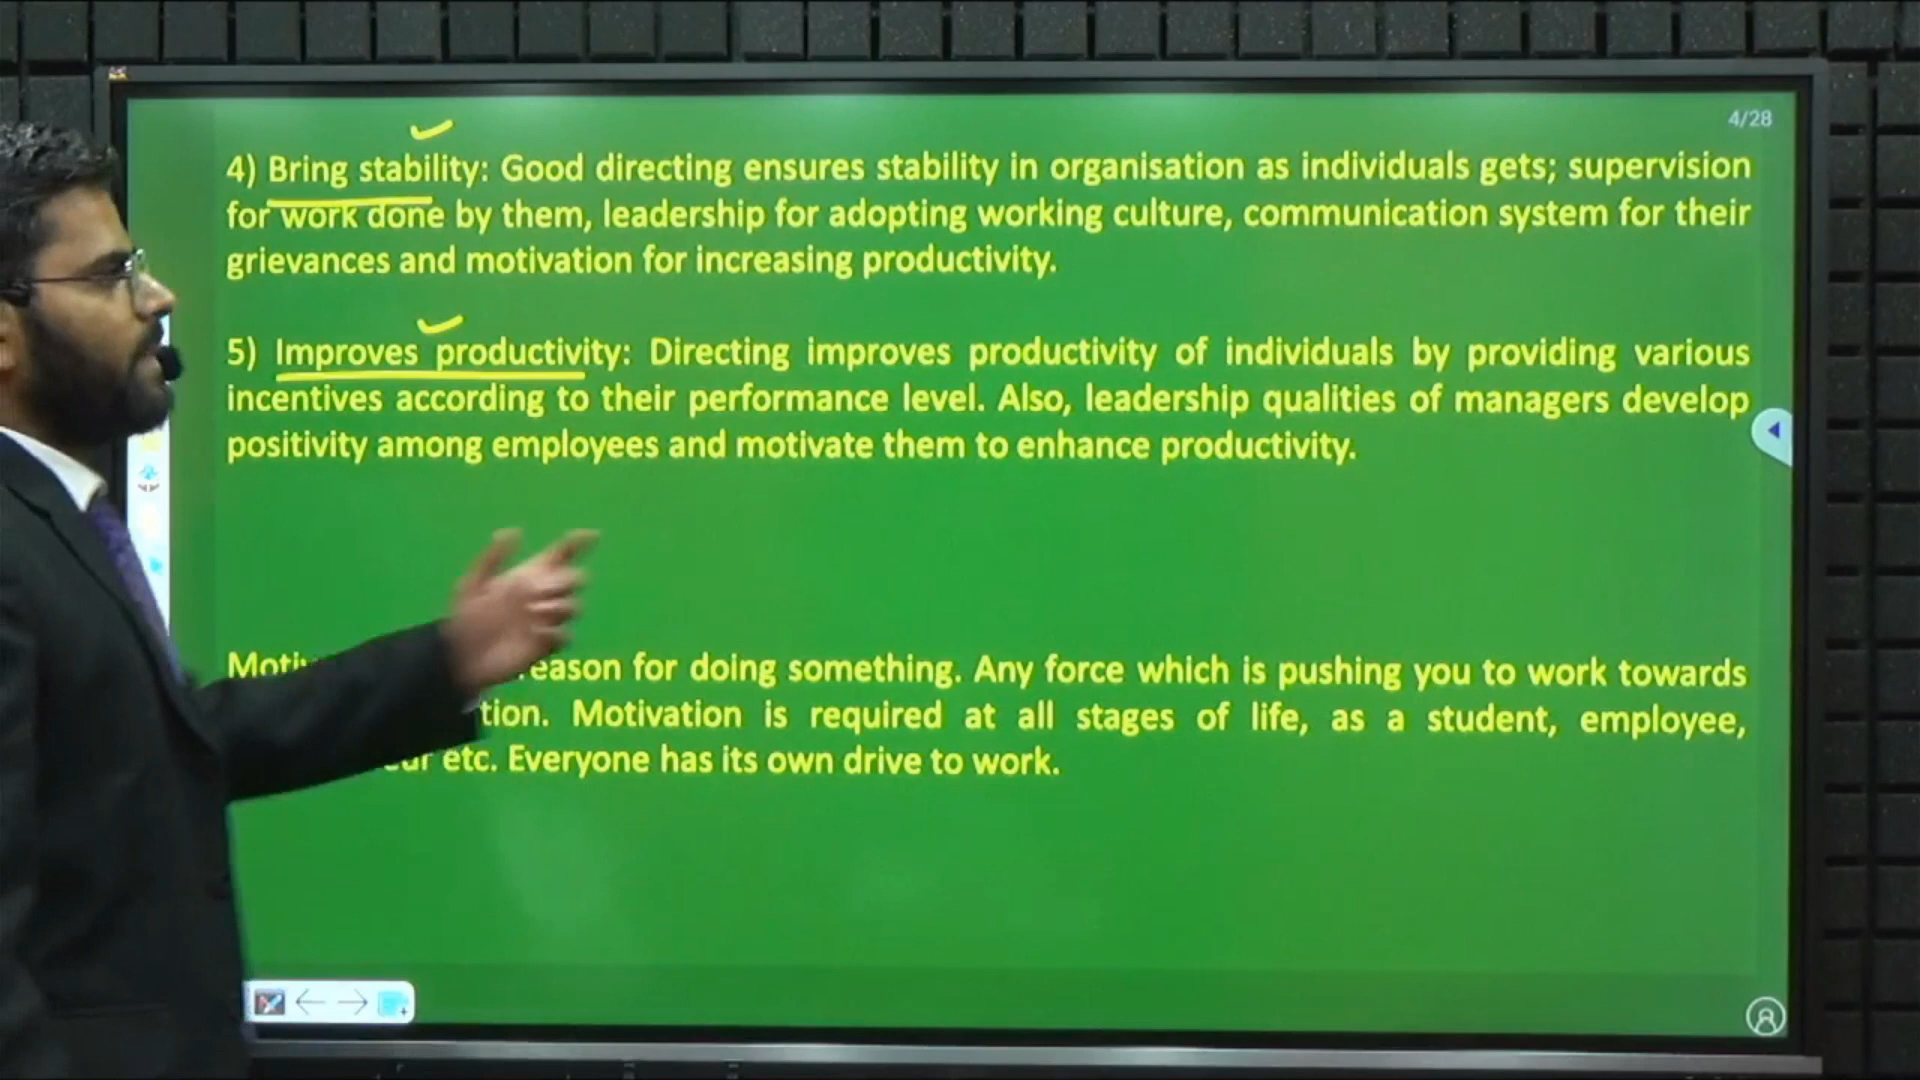 4/28
4) Bring stability: Good directing ensures stability in organisation as individuals gets; supervision
for work done by them, leadership for adopting working culture, communication system for their
grievances and motivation for increasing productivity.
5) Improves productivity: Directing improves productivity of individuals by providing various
incentives according to their performance level. Also, leadership qualities of managers develop
positivity among employees and motivate them to enhance productivity.
for doing something. Any force which is pushing you to work towards
Motivation is required at all stages of life, as a student, employee,
etc. Everyone has its own drive to work.